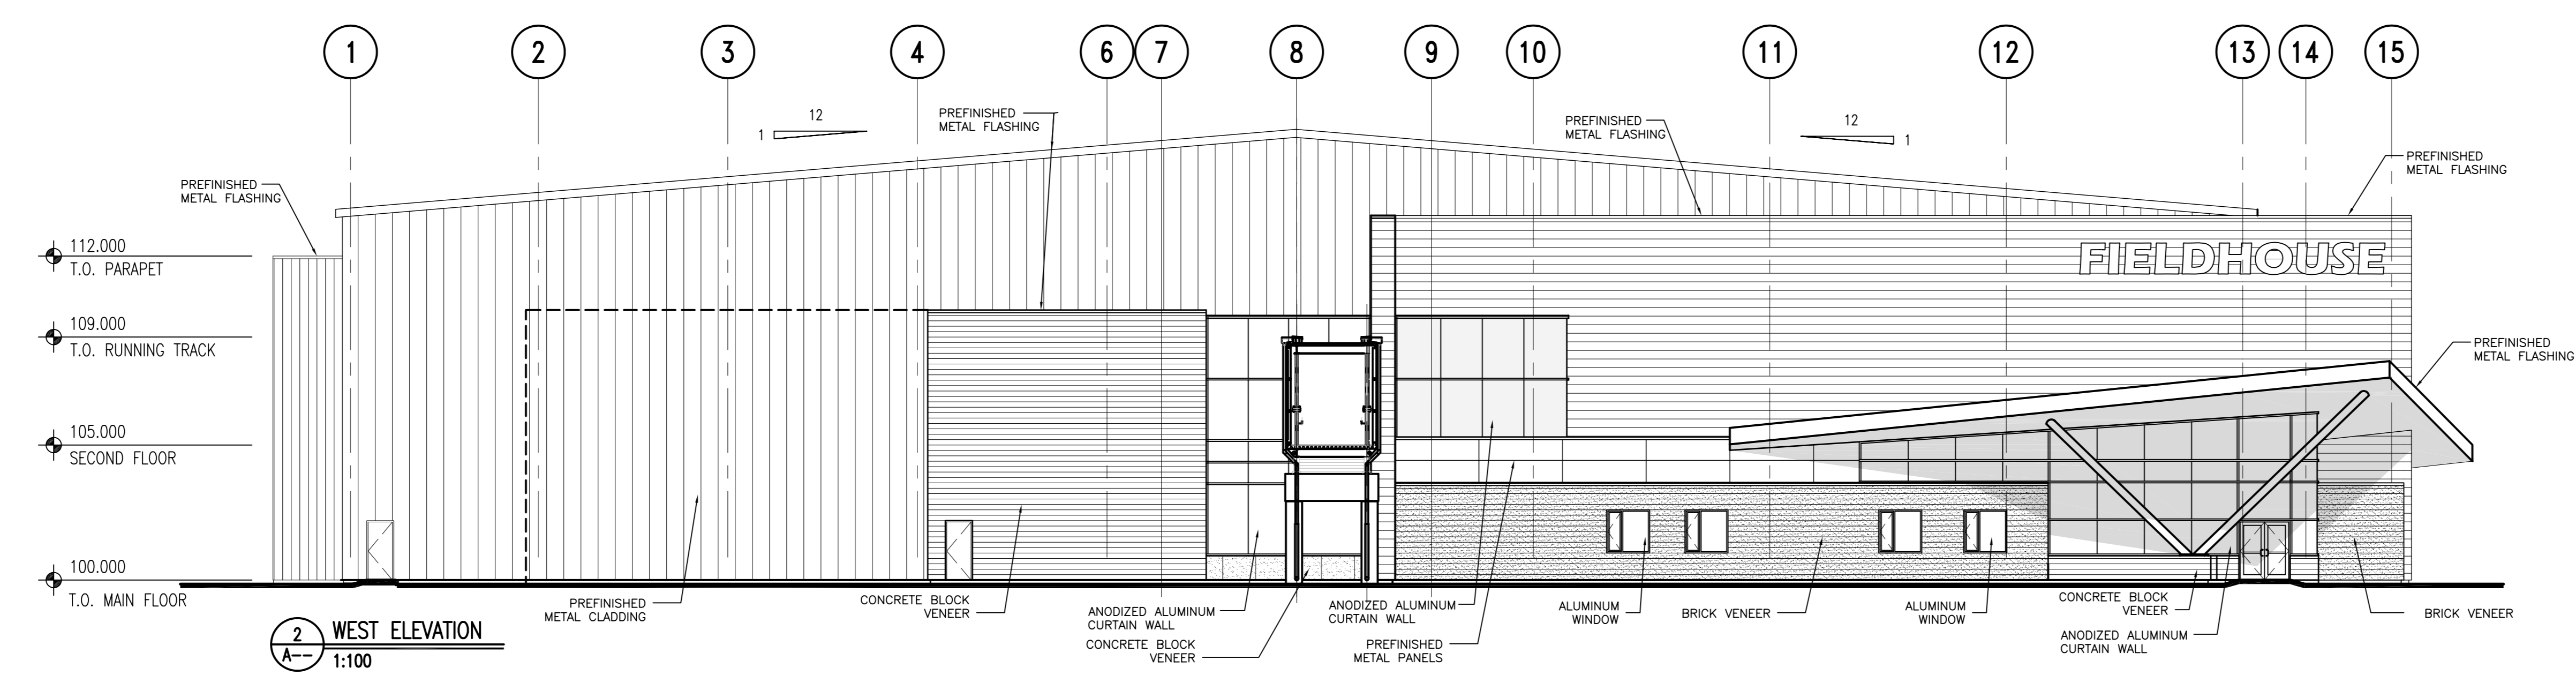 1 2 3 4 6 7 8 9 10 11 12 13 14 15
12
1
PREFINISHED
METAL FLASHING
PREFINISHED
METAL FLASHING
12
1
PREFINISHED
METAL FLASHING
PREFINISHED
METAL FLASHING
112.000
T.O. PARAPET
FIELDHOUSE
109.000
T.O. RUNNING TRACK
PREFINISHED
METAL FLASHING
105.000
SECOND FLOOR
100.000
T.O. MAIN FLOOR
PREFINISHED
METAL CLADDING
CONCRETE BLOCK
VENEER
ANODIZED ALUMINUM
CURTAIN WALL
CONCRETE BLOCK
VENEER
ANODIZED ALUMINUM
CURTAIN WALL
PREFINISHED
METAL PANELS
ALUMINUM
WINDOW
BRICK VENEER
ALUMINUM
WINDOW
CONCRETE BLOCK
VENEER
ANODIZED ALUMINUM
CURTAIN WALL
BRICK VENEER
2
A--
WEST ELEVATION
1:100